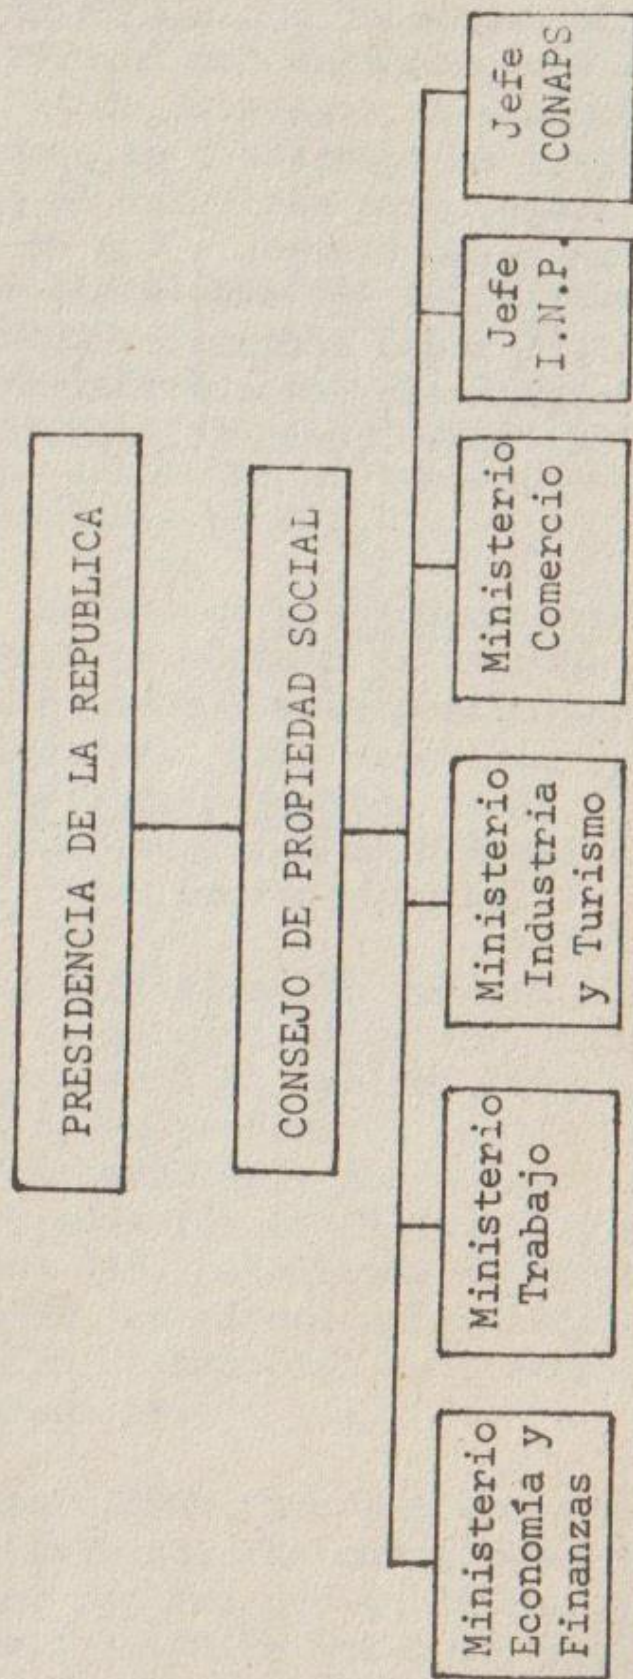 PRESIDENCIA DE LA REPUBLICA
CONSEJO DE PROPIEDAD SOCIAL
Ministerio
Economía y
Finanzas
Ministerio
Trabajo
Ministerio
Industria
y Turismo
Ministerio
Comercio
Jefe
I.N.P.
Jefe
CONAPS